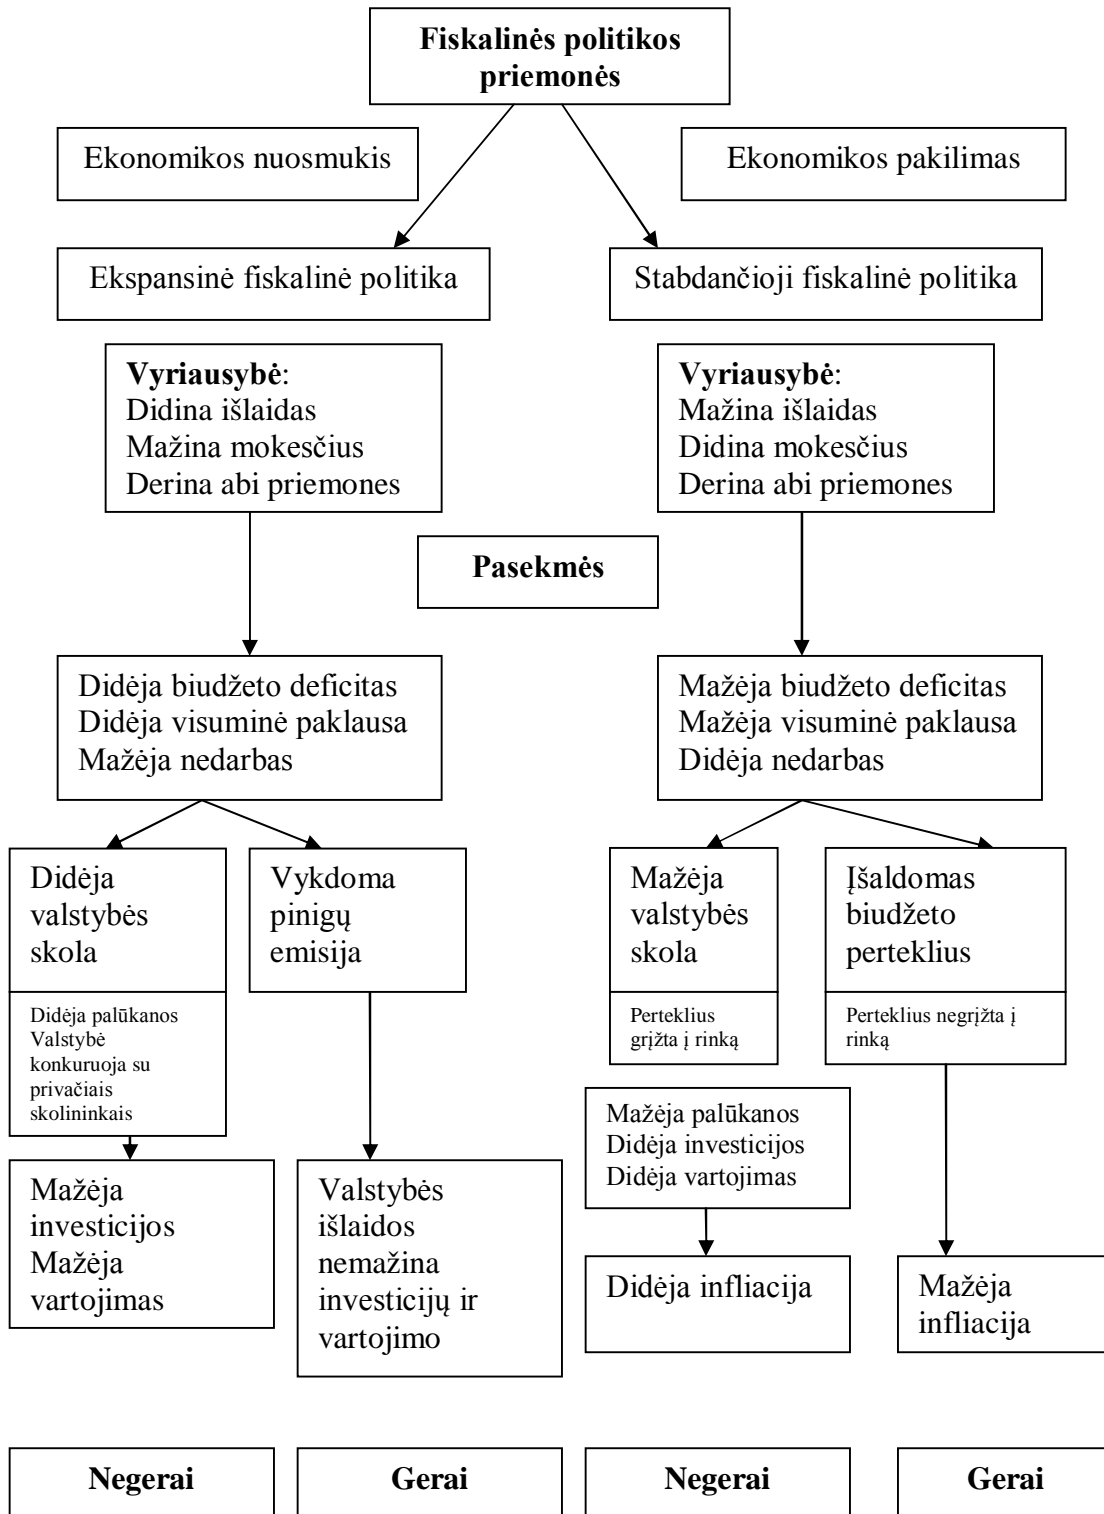 Fiskalinės politikos
priemonės
Ekonomikos nuosmukis
Ekonomikos pakilimas
Ekspansinė fiskalinė politika
Stabdančioji fiskalinė politika
Vyriausybė:
Didina išlaidas
Mažina mokesčius
Derina abi priemones
Vyriausybė:
Mažina išlaidas
Didina mokesčius
Derina abi priemones
Pasekmės
Didėja biudžeto deficitas
Didėja visuminė paklausa
Mažėja nedarbas
Mažėja biudžeto deficitas
Mažėja visuminė paklausa
Didėja nedarbas
Didėja
valstybės
skola
Vykdoma
pinigų
emisija
Mažėja
valstybės
skola
Įšaldomas
biudžeto
perteklius
Didėja palūkanos
Valstybė
konkuruoja su
privačiais
skolininkais
Perteklius
grįžta į rinką
Perteklius negrįžta į
rinką
Mažėja palūkanos
Didėja investicijos
Didėja vartojimas
Mažėja
investicijos
Mažėja
vartojimas
Valstybės
išlaidos
nemažina
investicijų ir
vartojimo
Didėja infliacija
Mažėja
infliacija
Negerai
Gerai
Negerai
Gerai